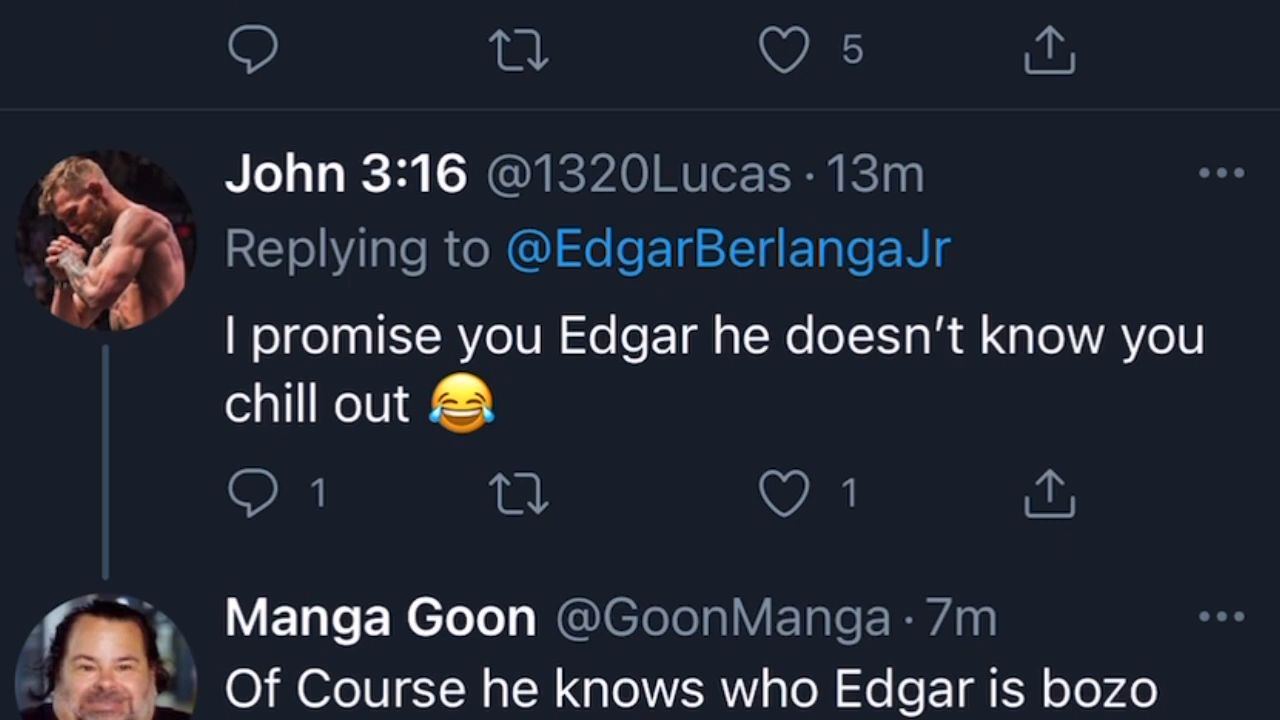 5
John 3:16 @1320Lucas · 13m
Replying to @EdgarBerlangaJr
I promise you Edgar he doesn’t know you
chill out 😂
1 1
Manga Goon @GoonManga · 7m
Of Course he knows who Edgar is bozo